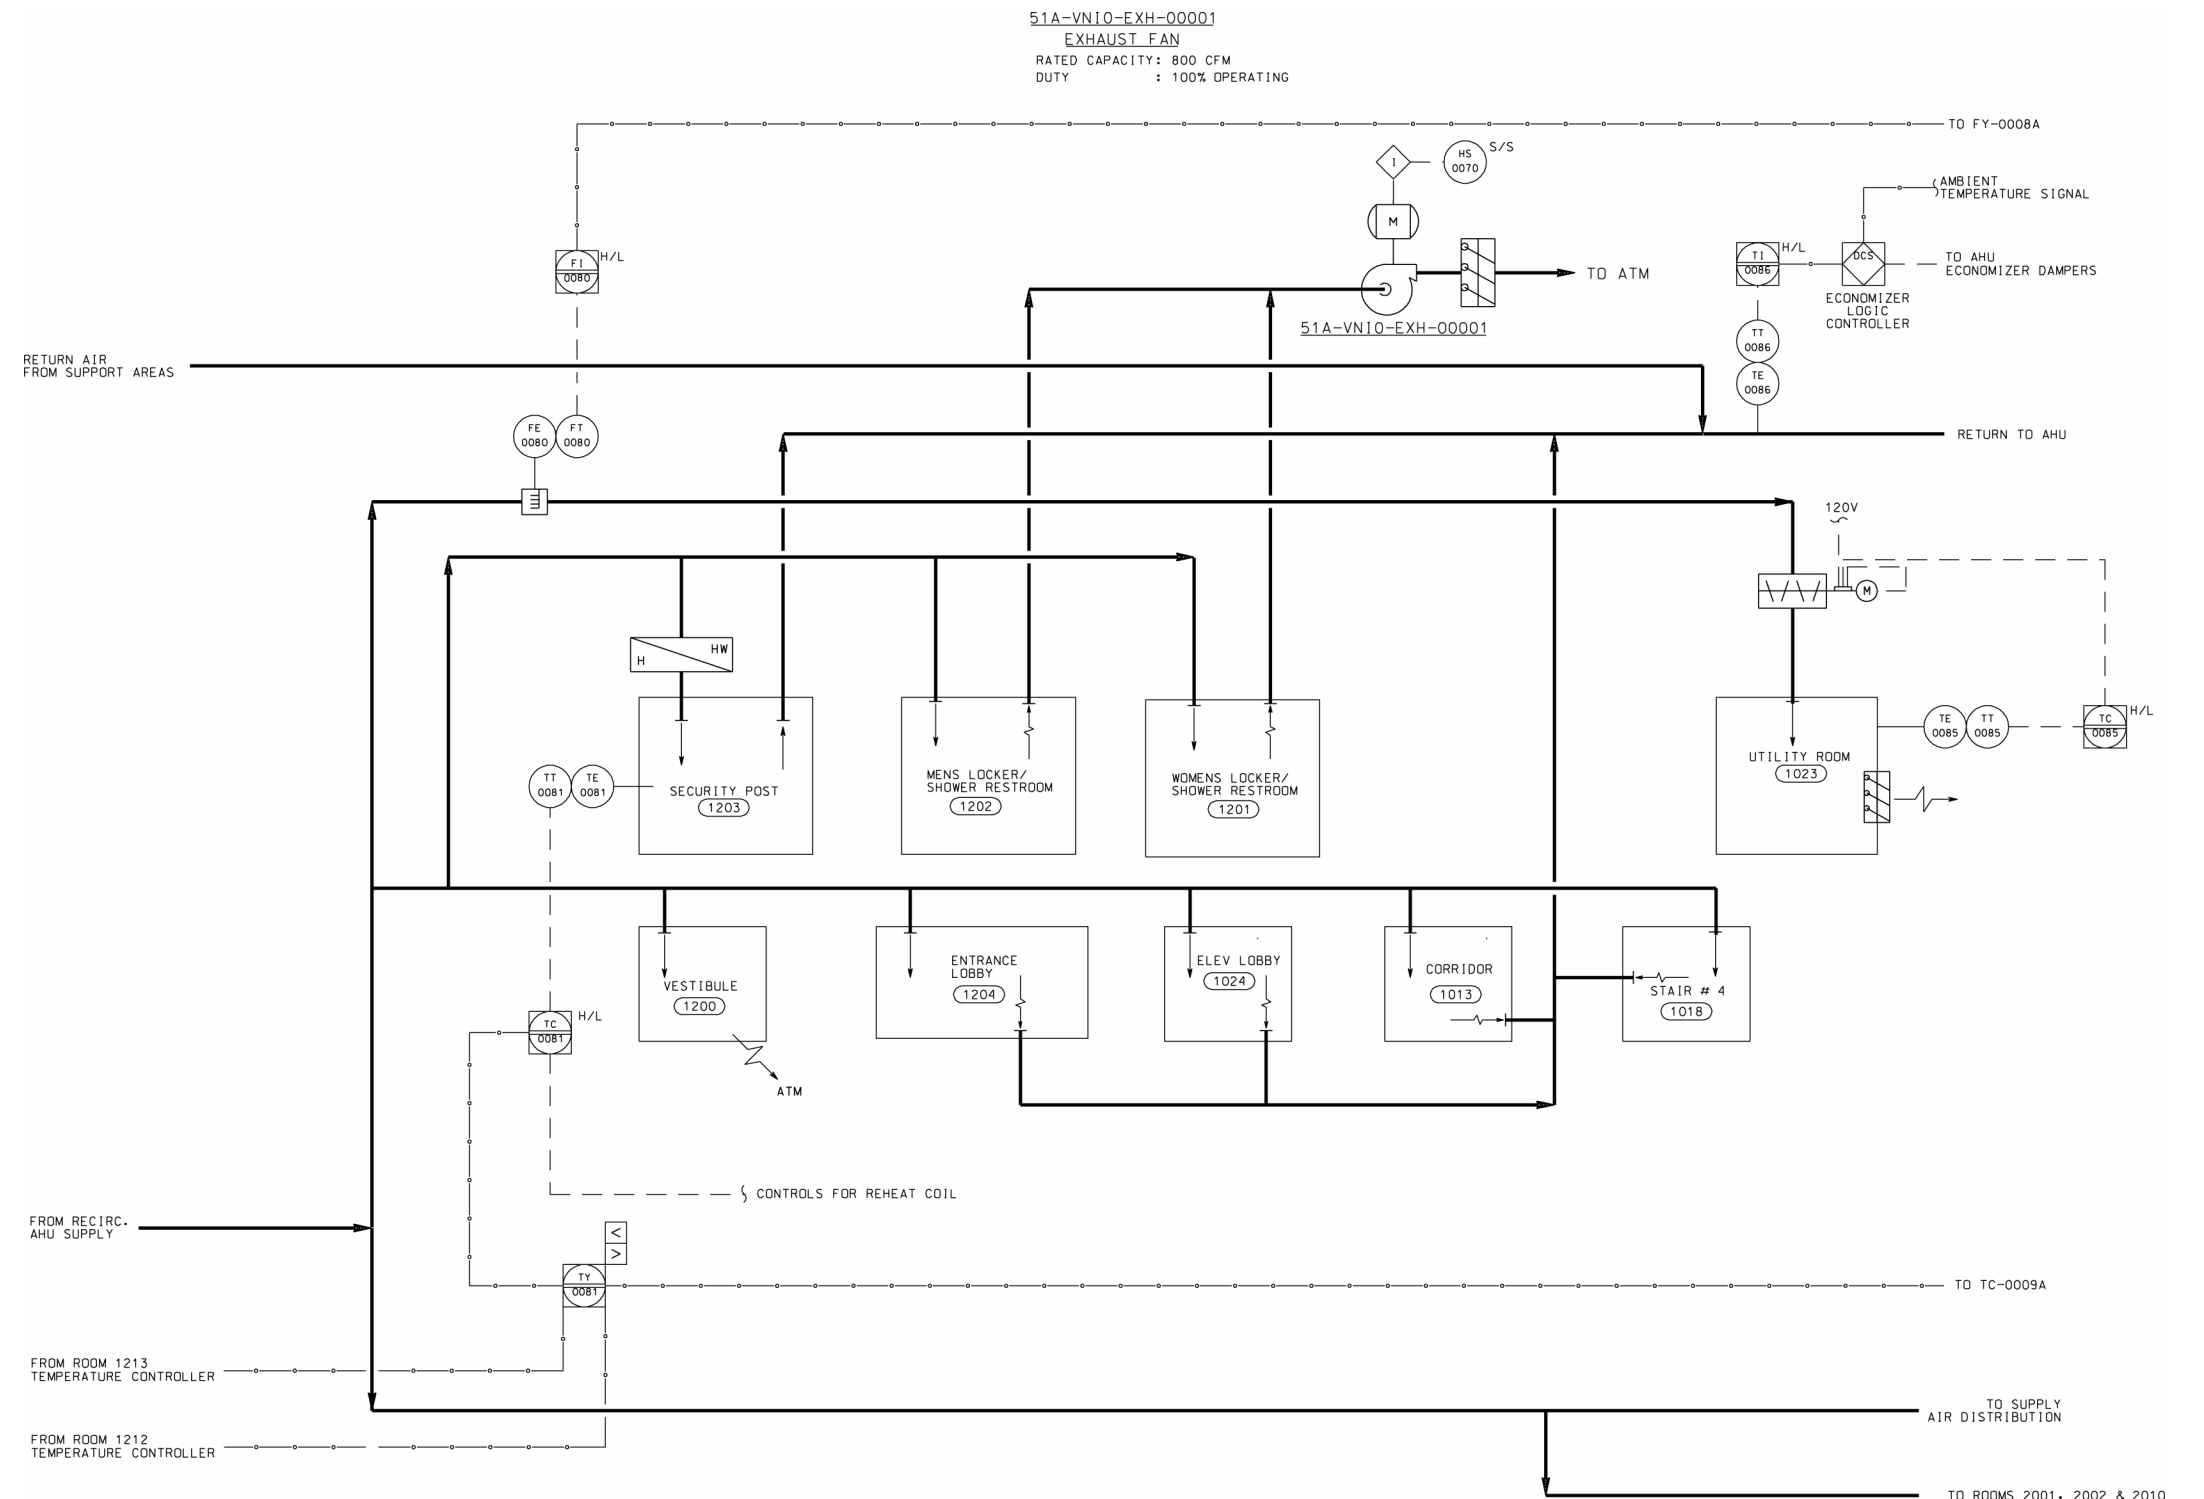 51A-VNI0-EXH-00001
EXHAUST FAN
RATED CAPACITY: 800 CFM
DUTY : 100% OPERATING
TO FY-0008A
I
HS
0070
S/S
AMBIENT
TEMPERATURE SIGNAL
M
FI
0080
H/L
TI
0086
H/L
DCS
TO AHU
ECONOMIZER DAMPERS
TO ATM
ECONOMIZER
LOGIC
CONTROLLER
51A-VNI0-EXH-00001
TT
0086
RETURN AIR
FROM SUPPORT AREAS
TE
0086
FE
0080
FT
0080
RETURN TO AHU
120V
M
H
HW
TE
0085
TT
0085
TC
0085
H/L
UTILITY ROOM
1023
TT
0081
TE
0081
SECURITY POST
1203
MENS LOCKER/
SHOWER RESTROOM
1202
WOMENS LOCKER/
SHOWER RESTROOM
1201
VESTIBULE
1200
ENTRANCE
LOBBY
1204
ELEV LOBBY
1024
CORRIDOR
1013
STAIR # 4
1018
TC
0081
H/L
ATM
CONTROLS FOR REHEAT COIL
FROM RECIRC.
AHU SUPPLY
<
>
TY
0081
TO TC-0009A
FROM ROOM 1213
TEMPERATURE CONTROLLER
TO SUPPLY
AIR DISTRIBUTION
FROM ROOM 1212
TEMPERATURE CONTROLLER
TO ROOMS 2001, 2002 & 2010